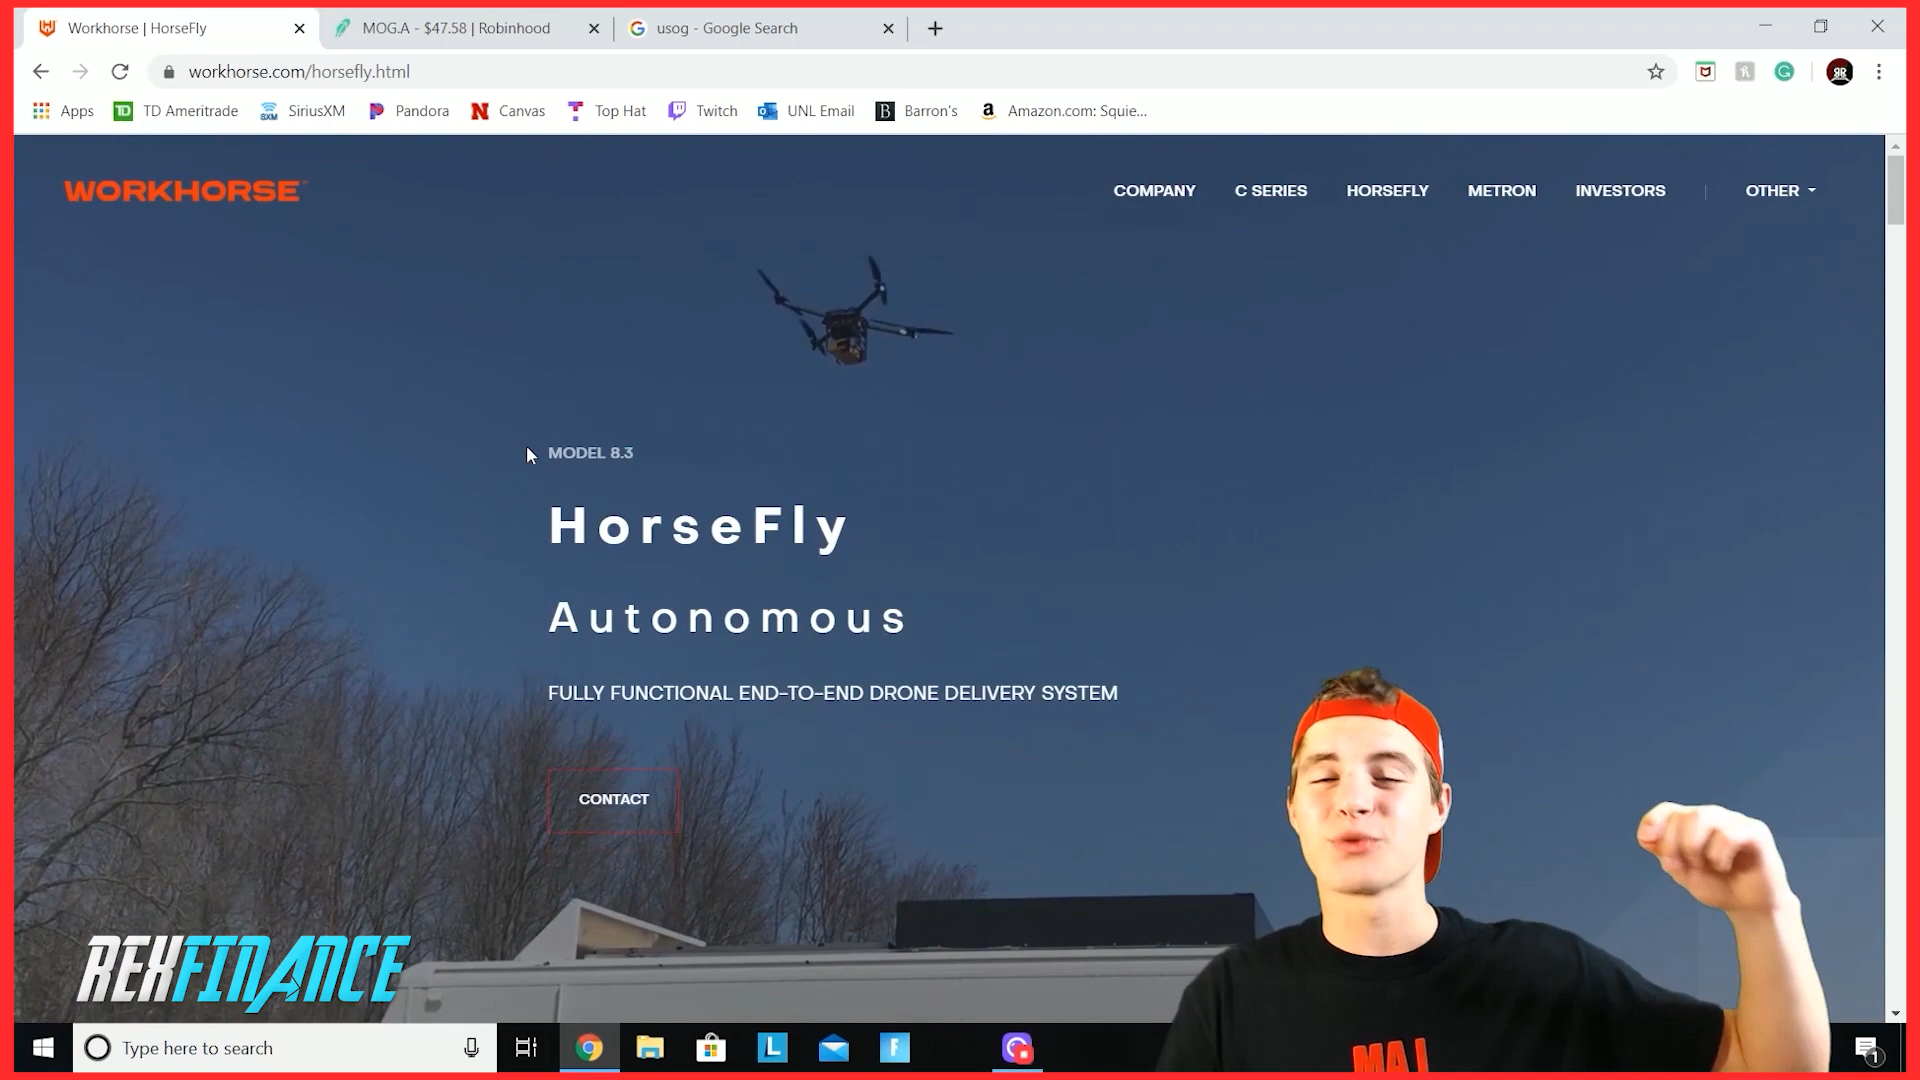 Workhorse | HorseFly
MOG.A - $47.58 | Robinhood
usog - Google Search
workhorse.com/horsefly.html
Apps
TD Ameritrade
SiriusXM
Pandora
Canvas
Top Hat
Twitch
UNL Email
Barron's
Amazon.com: Squie...
WORKHORSE
COMPANY
C SERIES
HORSEFLY
METRON
INVESTORS
OTHER
MODEL 8.3
HorseFly
Autonomous
FULLY FUNCTIONAL END-TO-END DRONE DELIVERY SYSTEM
CONTACT
REXFINANCE
Type here to search